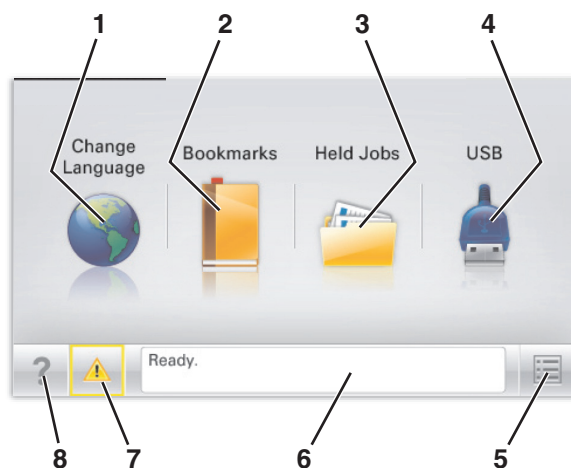 1 2 3 4
Change
Language
Bookmarks
Held Jobs
USB
?
Ready.
8 7 6 5